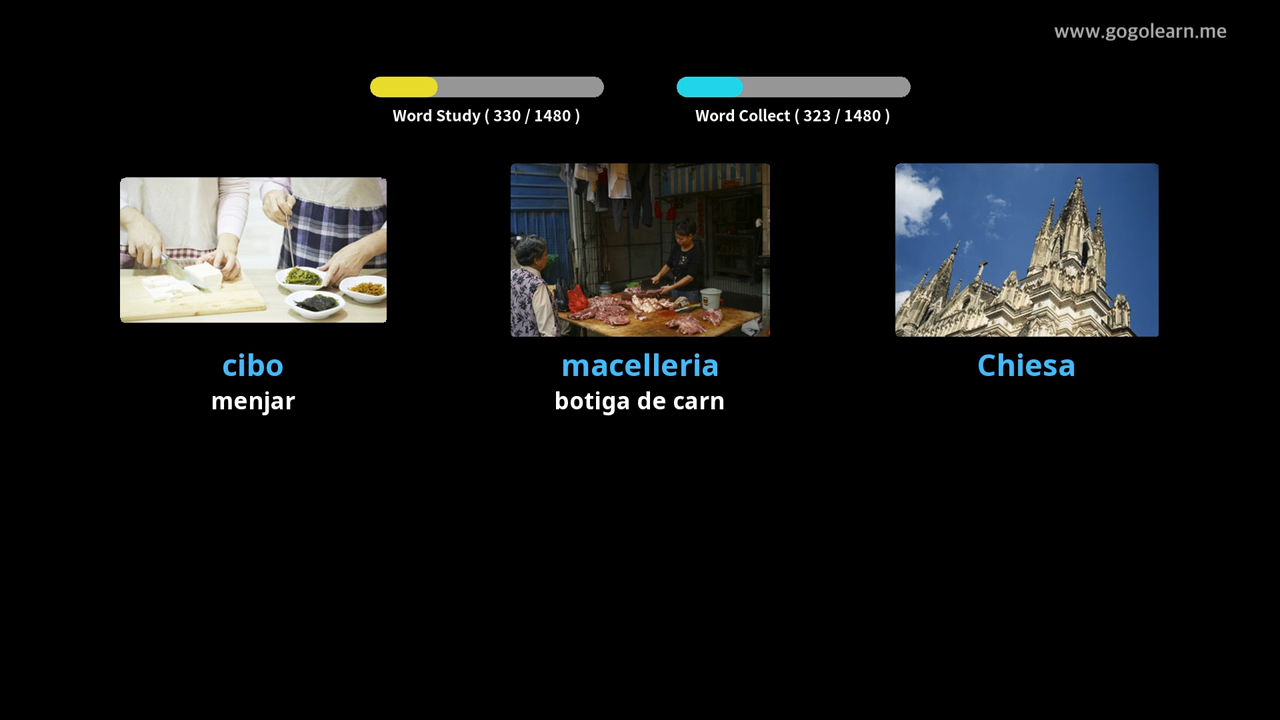 www.gogolearn.me
Word Study ( 330 / 1480 )
Word Collect ( 323 / 1480 )
cibo
menjar
macelleria
botiga de carn
Chiesa